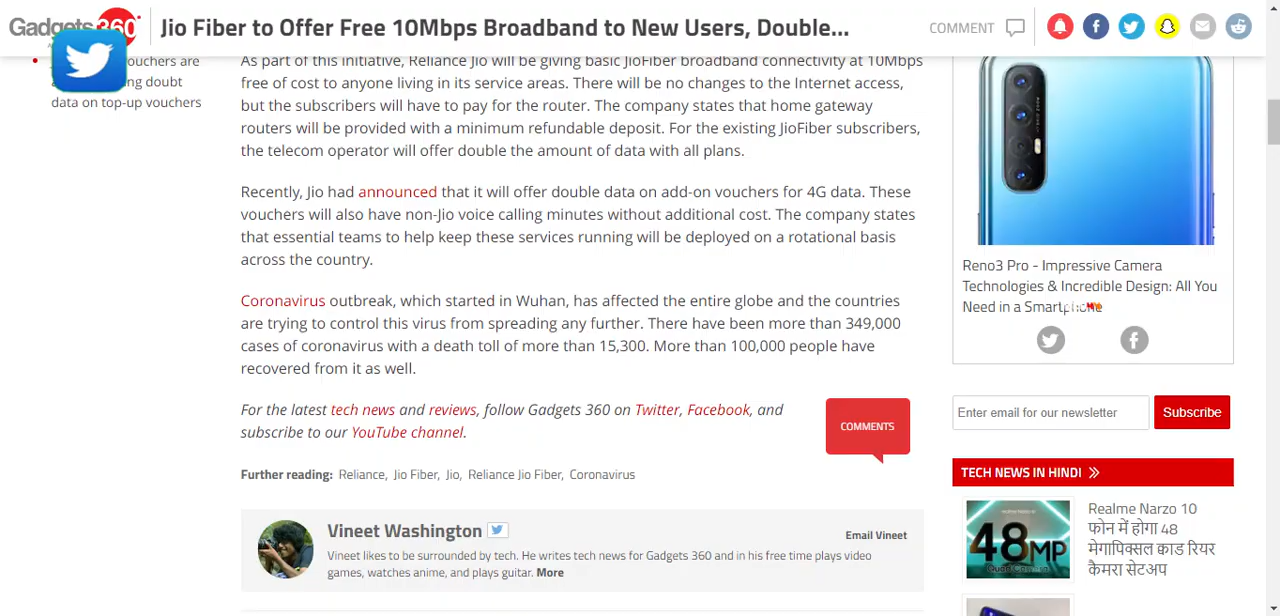 Gadgets 360°
Jio Fiber to Offer Free 10Mbps Broadband to New Users, Double...
COMMENT
ouchers are
ng doubt
data on top-up vouchers
As part of this initiative, Reliance Jio will be giving basic JioFiber broadband connectivity at 10Mbps
free of cost to anyone living in its service areas. There will be no changes to the Internet access,
but the subscribers will have to pay for the router. The company states that home gateway
routers will be provided with a minimum refundable deposit. For the existing JioFiber subscribers,
the telecom operator will offer double the amount of data with all plans.
Recently, Jio had announced that it will offer double data on add-on vouchers for 4G data. These
vouchers will also have non-Jio voice calling minutes without additional cost. The company states
that essential teams to help keep these services running will be deployed on a rotational basis
across the country.
Coronavirus outbreak, which started in Wuhan, has affected the entire globe and the countries
are trying to control this virus from spreading any further. There have been more than 349,000
cases of coronavirus with a death toll of more than 15,300. More than 100,000 people have
recovered from it as well.
For the latest tech news and reviews, follow Gadgets 360 on Twitter, Facebook, and
subscribe to our YouTube channel.
COMMENTS
Further reading: Reliance, Jio Fiber, Jio, Reliance Jio Fiber, Coronavirus
Vineet Washington
Email Vineet
Vineet likes to be surrounded by tech. He writes tech news for Gadgets 360 and in his free time plays video
games, watches anime, and plays guitar. More
Reno3 Pro - Impressive Camera
Technologies & Incredible Design: All You
Need in a Smartphone
Enter email for our newsletter
Subscribe
TECH NEWS IN HINDI
48MP
Quad Camera
Realme Narzo 10
फोन में होगा 48
मेगापिक्सल क्वाड रियर
कैमरा सेटअप